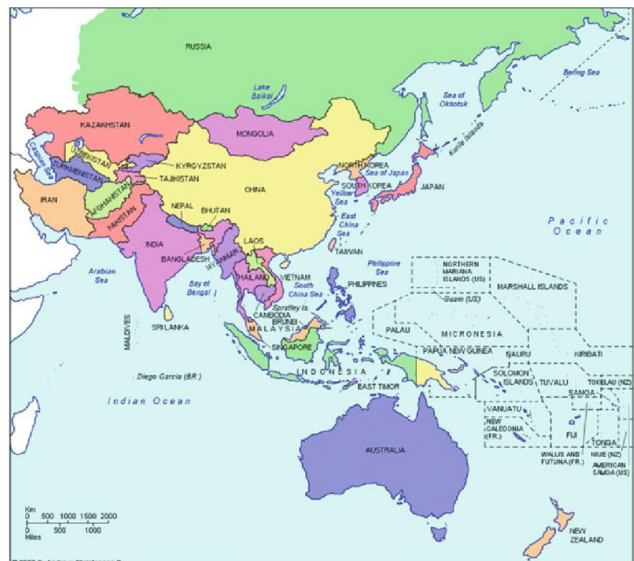 RUSSIA
Bering Sea
Lake
Baikal
Sea of
Okhotsk
KAZAKHSTAN
MONGOLIA
Kurile Islands
Caspian Sea
UZBEKISTAN
KYRGYZSTAN
TURKMENISTAN
TAJIKISTAN
NORTH KOREA
Sea of Japan
SOUTH KOREA
JAPAN
CHINA
Yellow
Sea
IRAN
AFGHANISTAN
PAKISTAN
NEPAL
BHUTAN
East
China
Sea
Pacific
Ocean
INDIA
LAOS
TAIWAN
BANGLADESH
MYANMAR
Arabian
Sea
Bay of
Bengal
THAILAND
VIETNAM
South
China Sea
Philippine
Sea
PHILIPPINES
NORTHERN
MARIANA
ISLANDS (US)
MARSHALL ISLANDS
Guam (US)
Spratley Is.
CAMBODIA
BRUNEI
SRI LANKA
MALDIVES
MALAYSIA
PALAU
MICRONESIA
SINGAPORE
PAPUA NEW GUINEA
NAURU
KIRIBATI
Diego Garcia (BR.)
INDONESIA
EAST TIMOR
SOLOMON
ISLANDS
TUVALU
TOKELAU (NZ)
SAMOA
Indian Ocean
VANUATU
NEW
CALEDONIA
(FR.)
FIJI
TONGA
WALLIS AND
FUTUNA (FR.)
NIUE (NZ)
AMERICAN
SAMOA (US)
AUSTRALIA
NEW
ZEALAND
Km
0 500 1000 1500 2000
0 500 1000
Miles